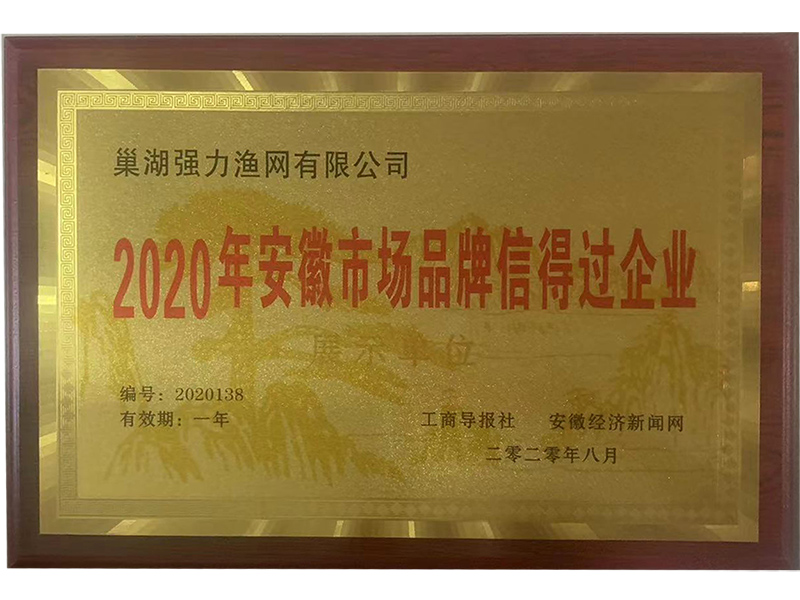 巢湖强力渔网有限公司
2020年安徽市场品牌信得过企业
展示单位
编号：2020138
有效期：一年
工商导报社 安徽经济新闻网
二零二零年八月